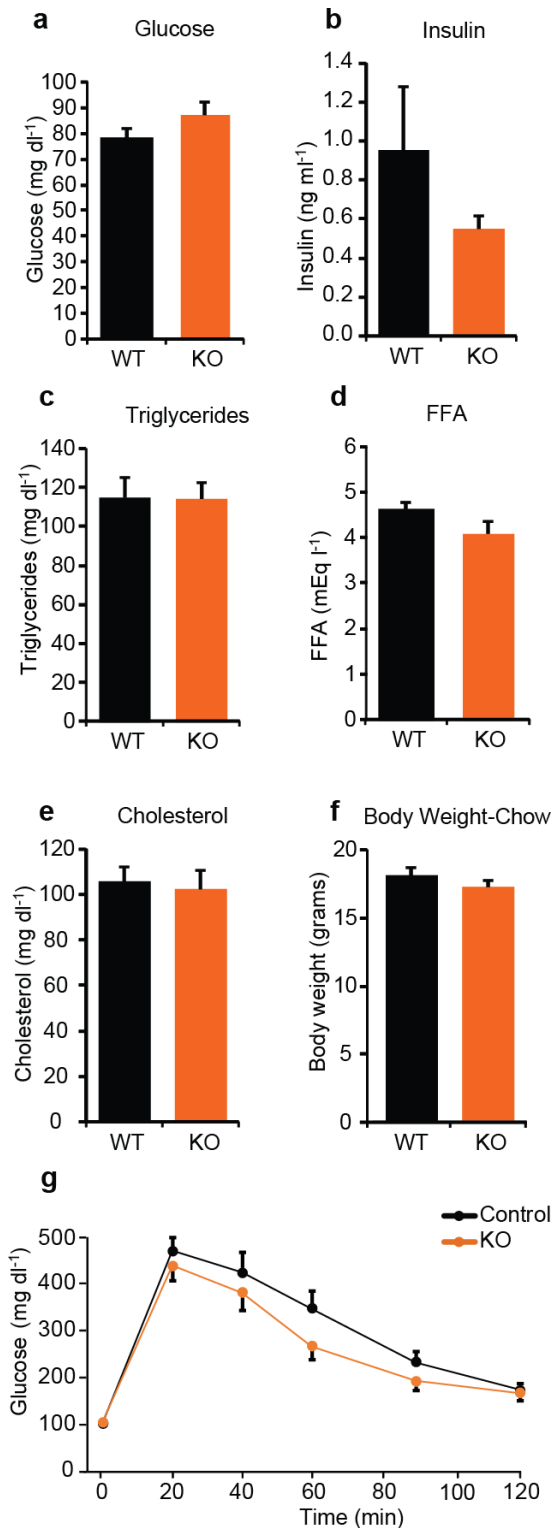 a
Glucose
Glucose (mg dl⁻¹)
100
90
80
70
60
50
40
30
20
10
0
WT KO
b
Insulin
Insulin (ng ml⁻¹)
1.4
1.2
1.0
0.8
0.6
0.4
0.2
0.0
WT KO
c
Triglycerides
Triglycerides (mg dl⁻¹)
140
120
100
80
60
40
20
0
WT KO
d
FFA
FFA (mEq l⁻¹)
6
5
4
3
2
1
0
WT KO
e
Cholesterol
Cholesterol (mg dl⁻¹)
120
100
80
60
40
20
0
WT KO
f
Body Weight-Chow
Body weight (grams)
20
15
10
5
0
WT KO
g
Control
KO
Glucose (mg dl⁻¹)
500
400
300
200
100
0
0 20 40 60 80 100 120
Time (min)